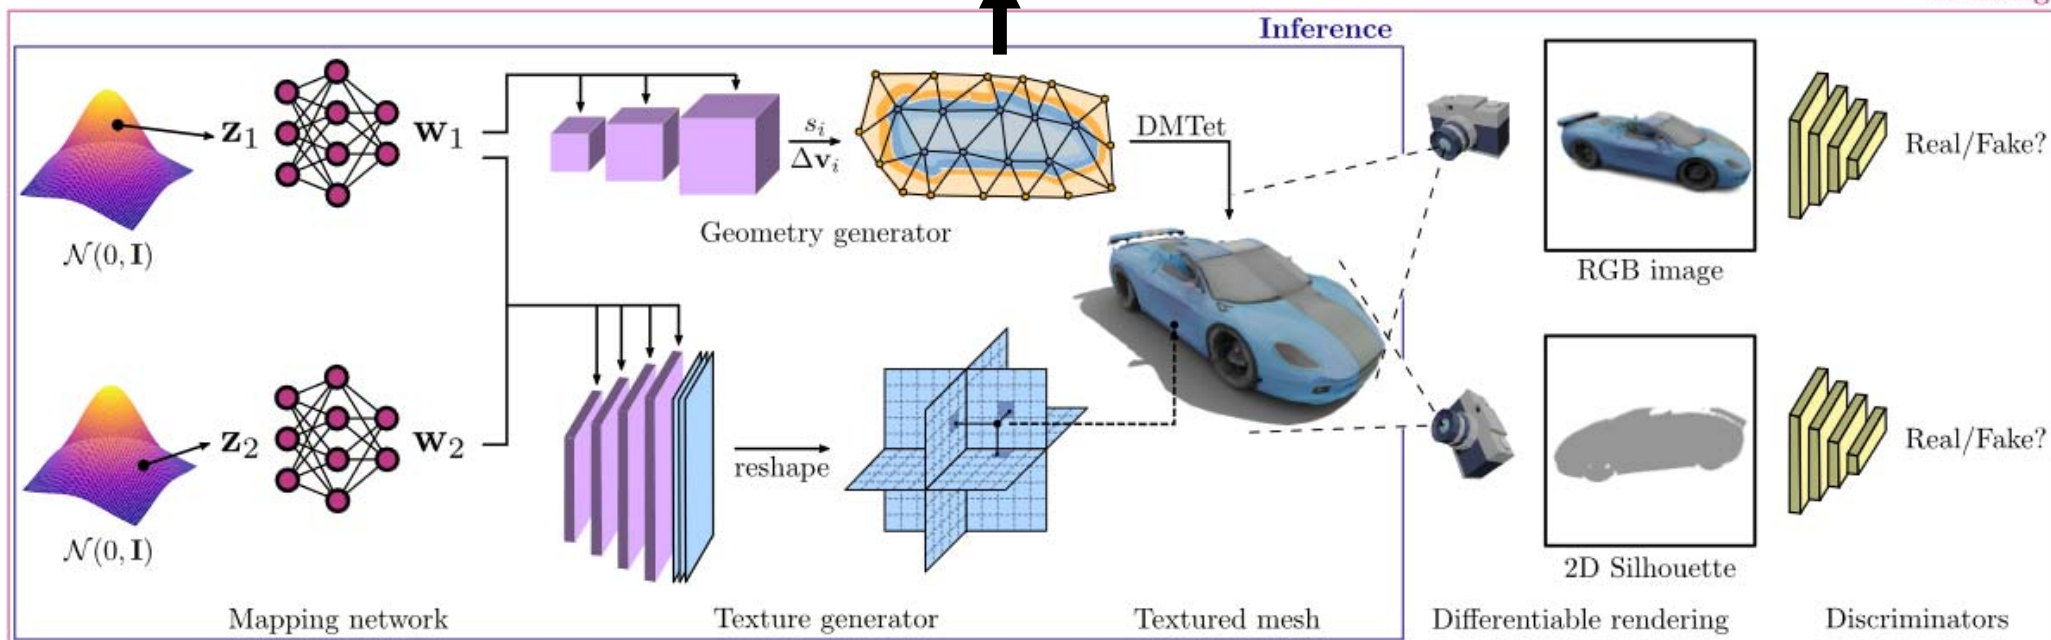 Inference
z₁
w₁
𝒩(0, I)
sᵢ
Δvᵢ
DMTet
Geometry generator
RGB image
Real/Fake?
z₂
w₂
𝒩(0, I)
reshape
2D Silhouette
Real/Fake?
Mapping network
Texture generator
Textured mesh
Differentiable rendering
Discriminators